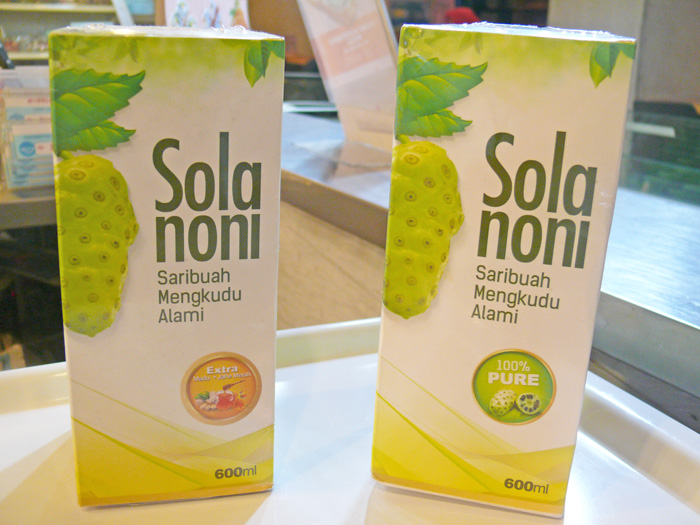 Sola
noni
Saribuah
Mengkudu
Alami
Extra
600ml
Sola
noni
Saribuah
Mengkudu
Alami
100%
PURE
600ml